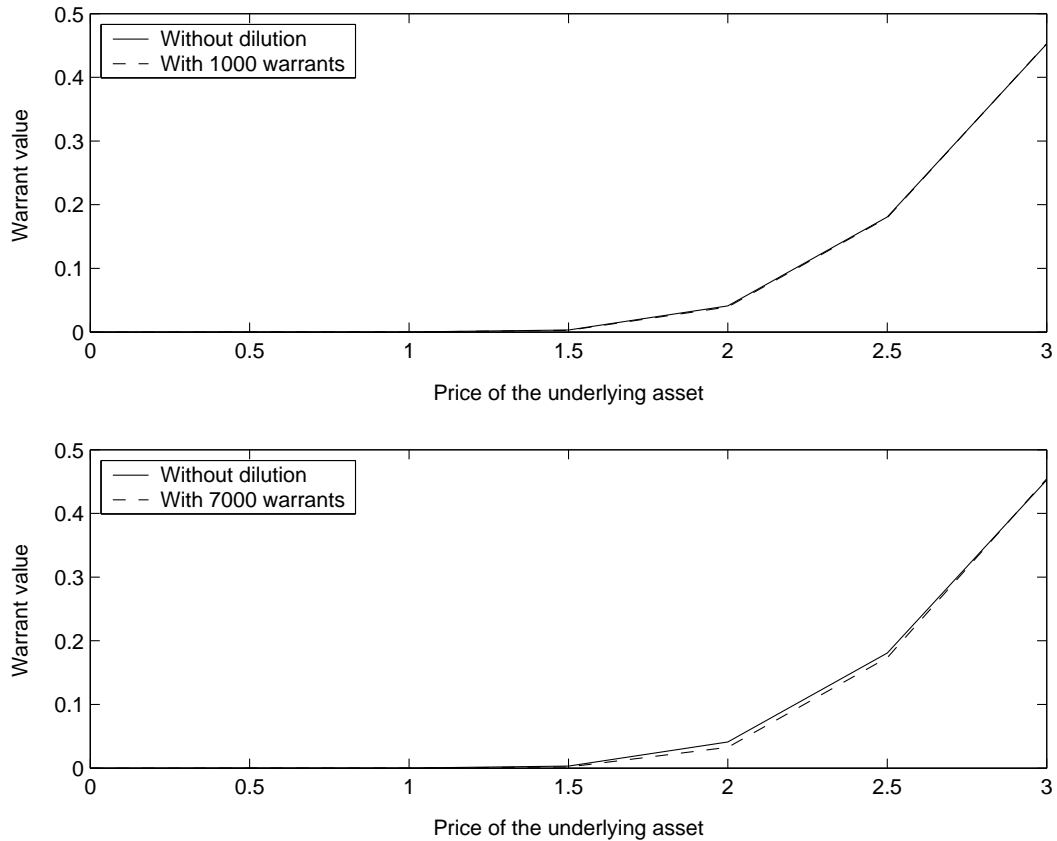 0.5
0.4
0.3
0.2
0.1
0
Warrant value
Without dilution
With 1000 warrants
0 0.5 1 1.5 2 2.5 3
Price of the underlying asset
0.5
0.4
0.3
0.2
0.1
0
Warrant value
Without dilution
With 7000 warrants
0 0.5 1 1.5 2 2.5 3
Price of the underlying asset